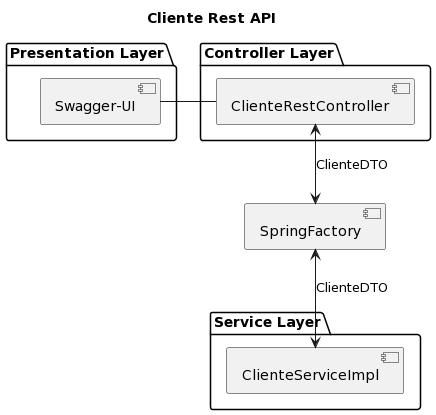 Cliente Rest API
Presentation Layer
Controller Layer
Swagger-UI
ClienteRestController
ClienteDTO
SpringFactory
ClienteDTO
Service Layer
ClienteServiceImpl